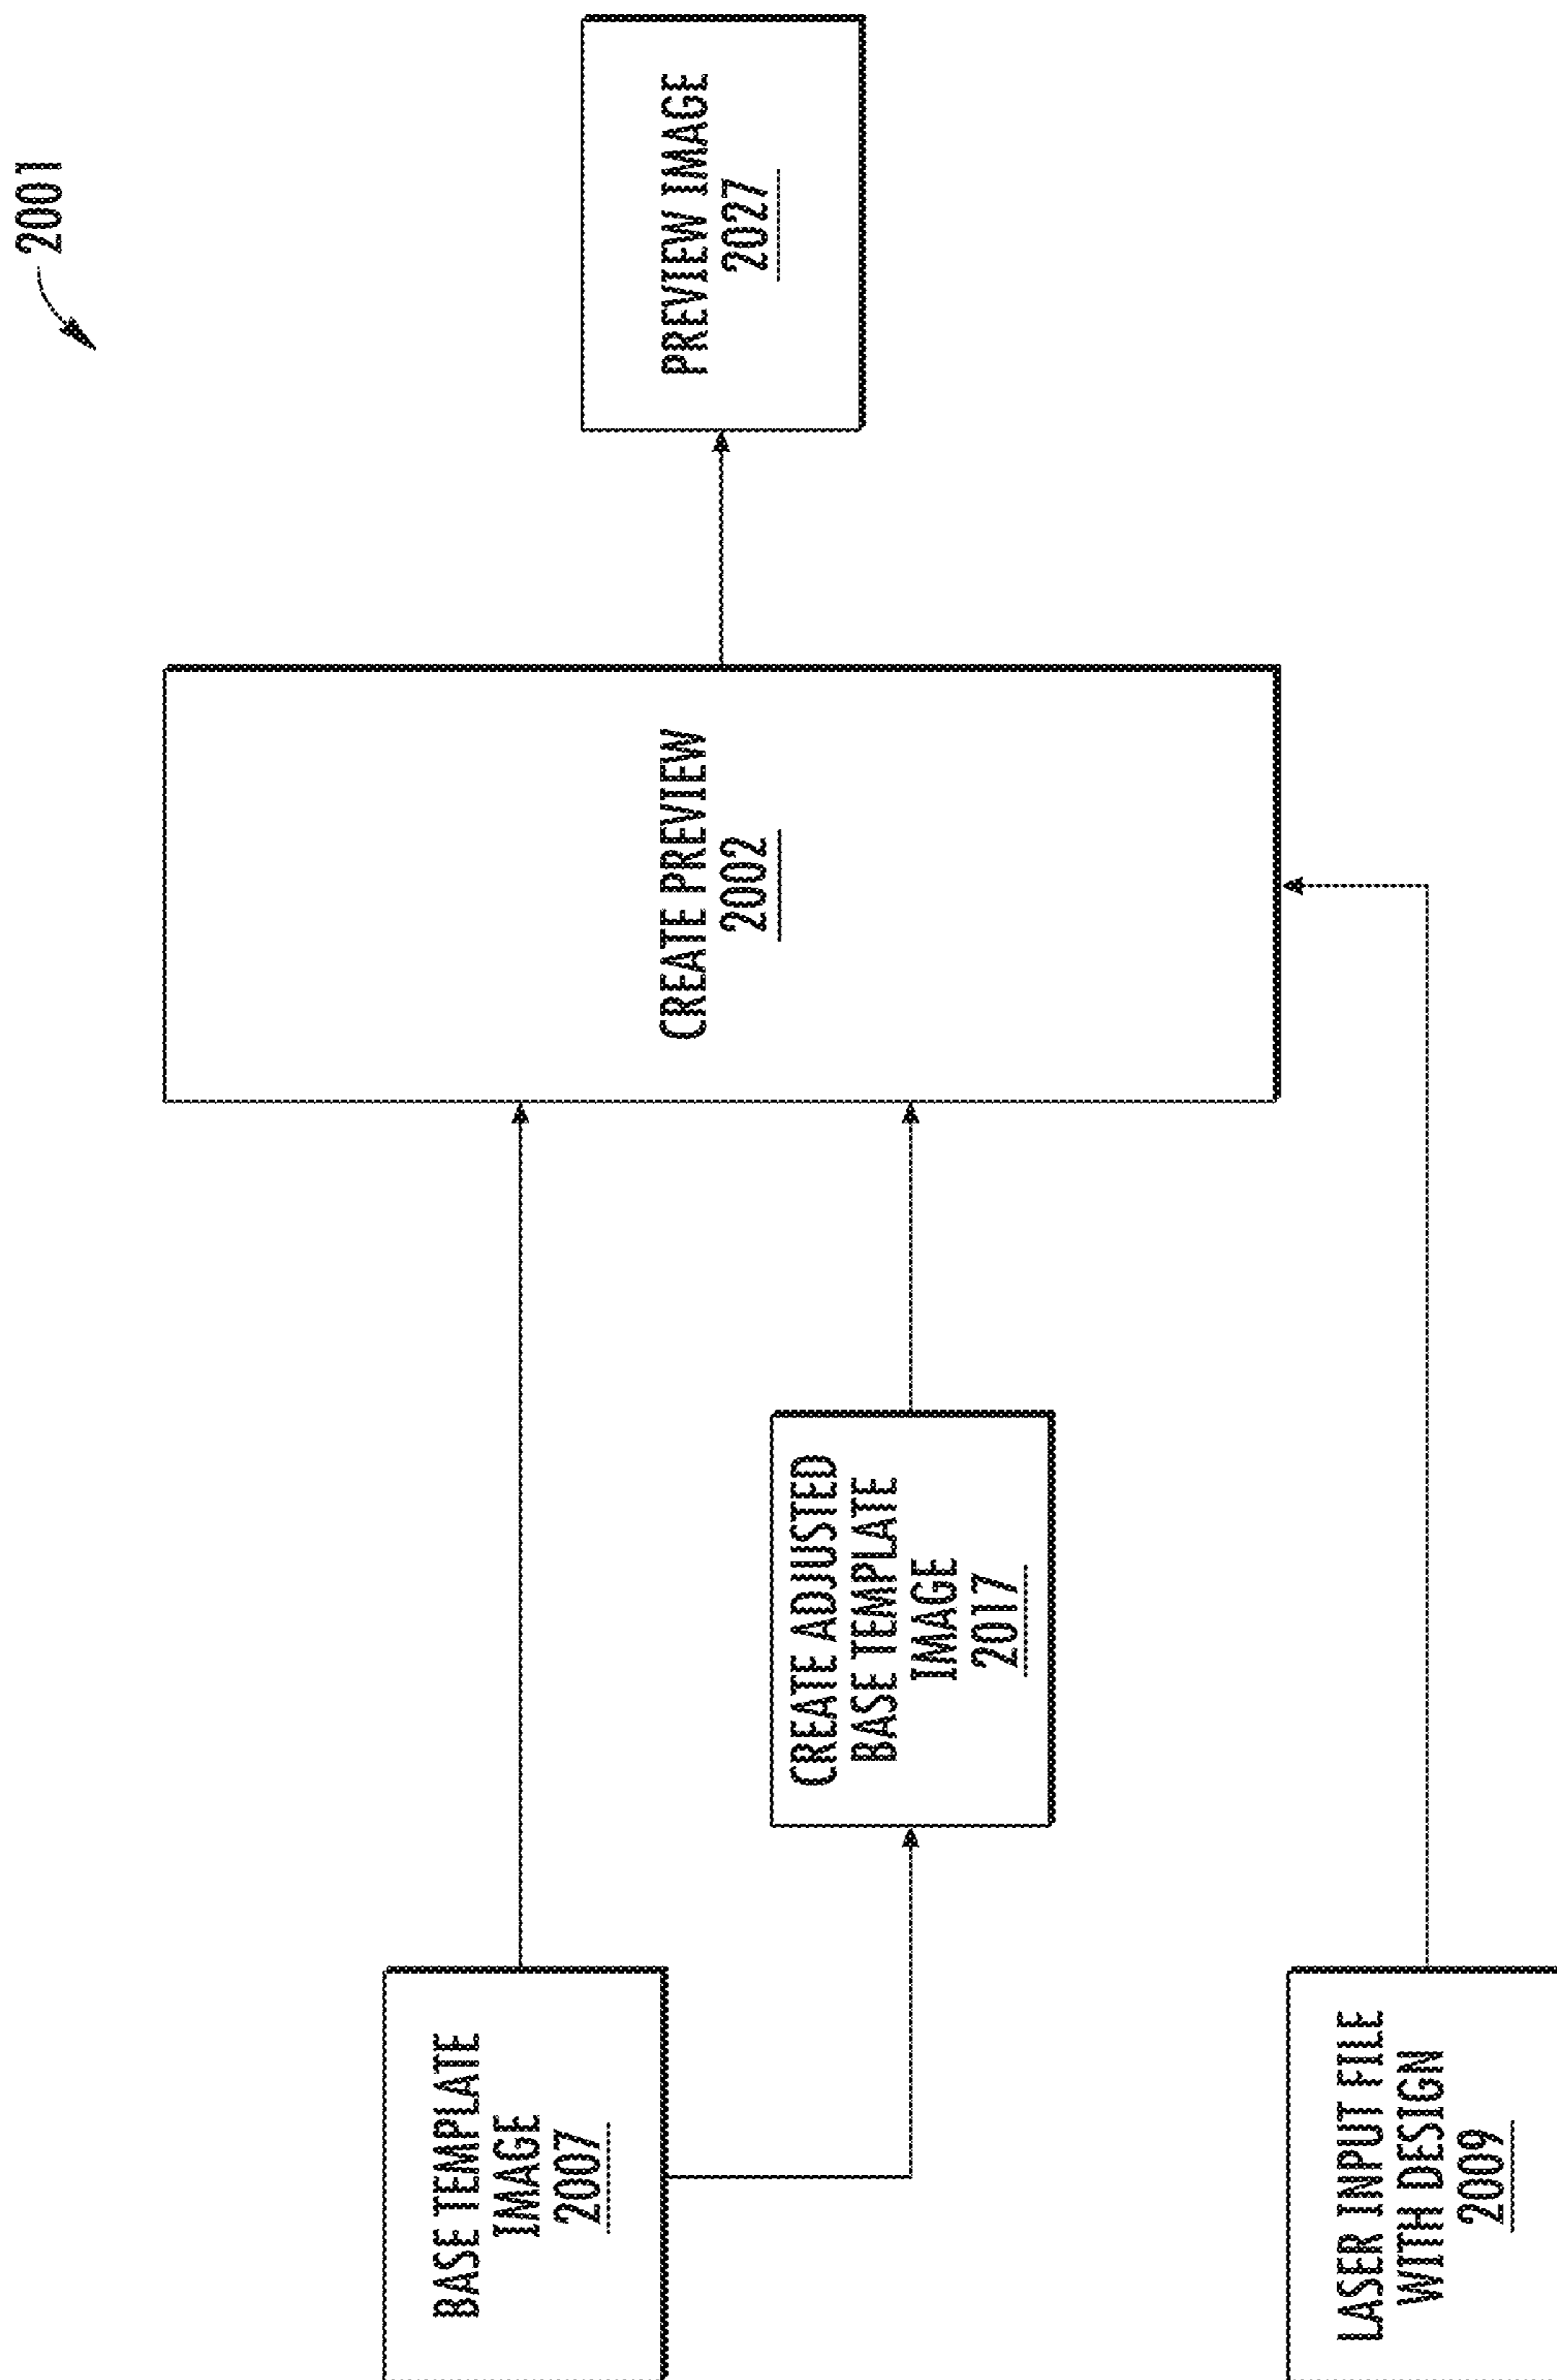 2001
BASE TEMPLATE
IMAGE
2007
CREATE ADJUSTED
BASE TEMPLATE
IMAGE
2017
LASER INPUT FILE
WITH DESIGN
2009
CREATE PREVIEW
2002
PREVIEW IMAGE
2027